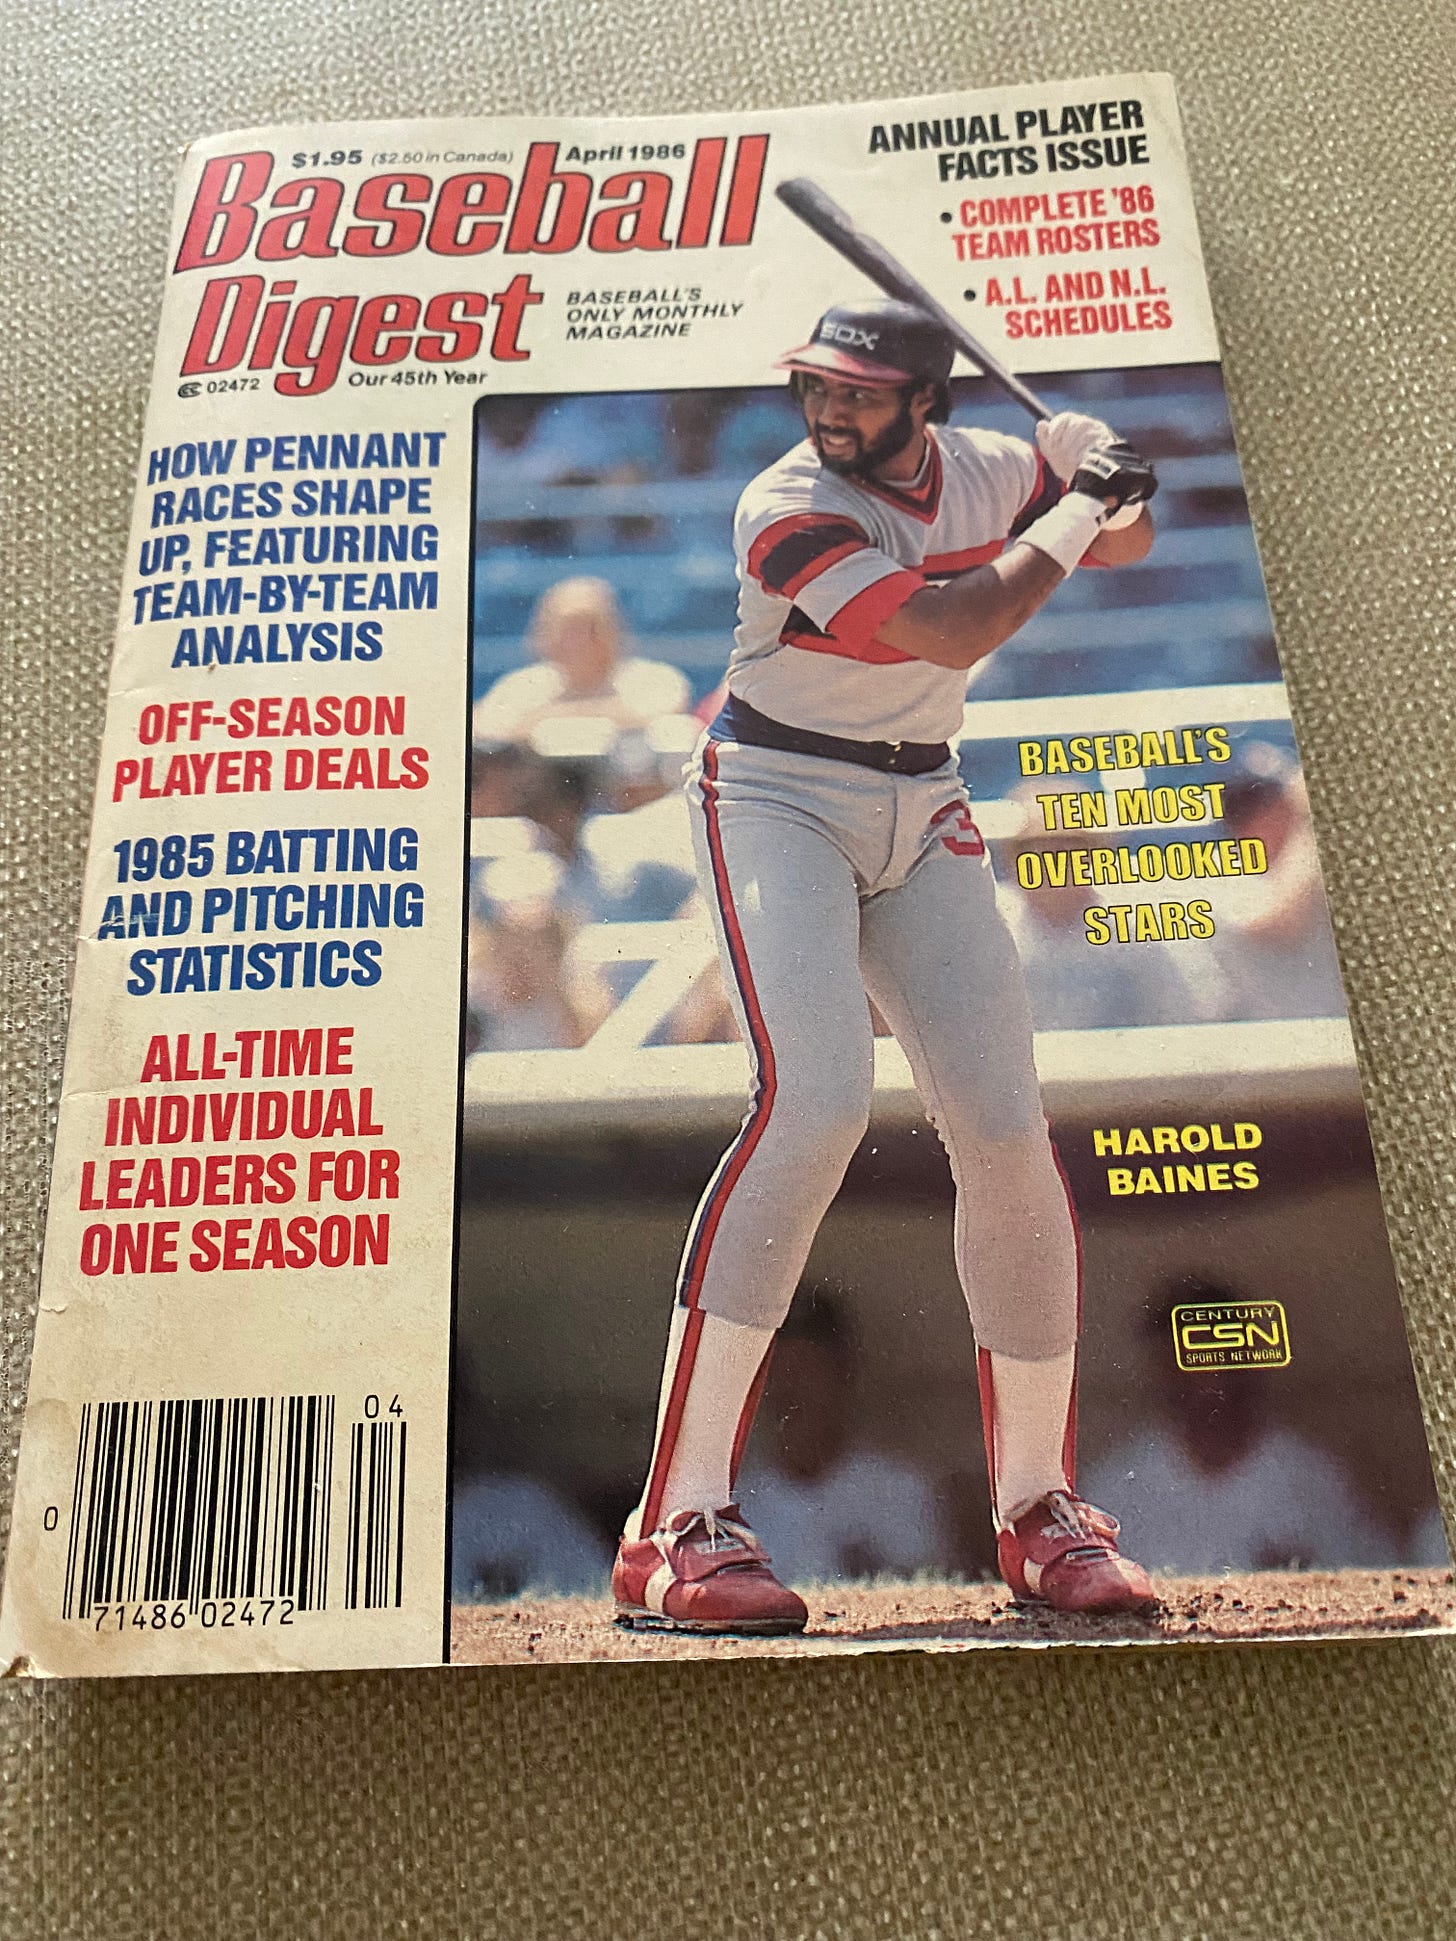 $1.95 ($2.50 in Canada)
April 1986
Baseball
Digest
BASEBALL'S
ONLY MONTHLY
MAGAZINE
02472
Our 45th Year
ANNUAL PLAYER
FACTS ISSUE
• COMPLETE '86
TEAM ROSTERS
• A.L. AND N.L.
SCHEDULES
SOX
HOW PENNANT
RACES SHAPE
UP, FEATURING
TEAM-BY-TEAM
ANALYSIS
OFF-SEASON
PLAYER DEALS
1985 BATTING
AND PITCHING
STATISTICS
ALL-TIME
INDIVIDUAL
LEADERS FOR
ONE SEASON
3
BASEBALL'S
TEN MOST
OVERLOOKED
STARS
HAROLD
BAINES
CENTURY
CSN
SPORTS NETWORK
04
0 71486 02472